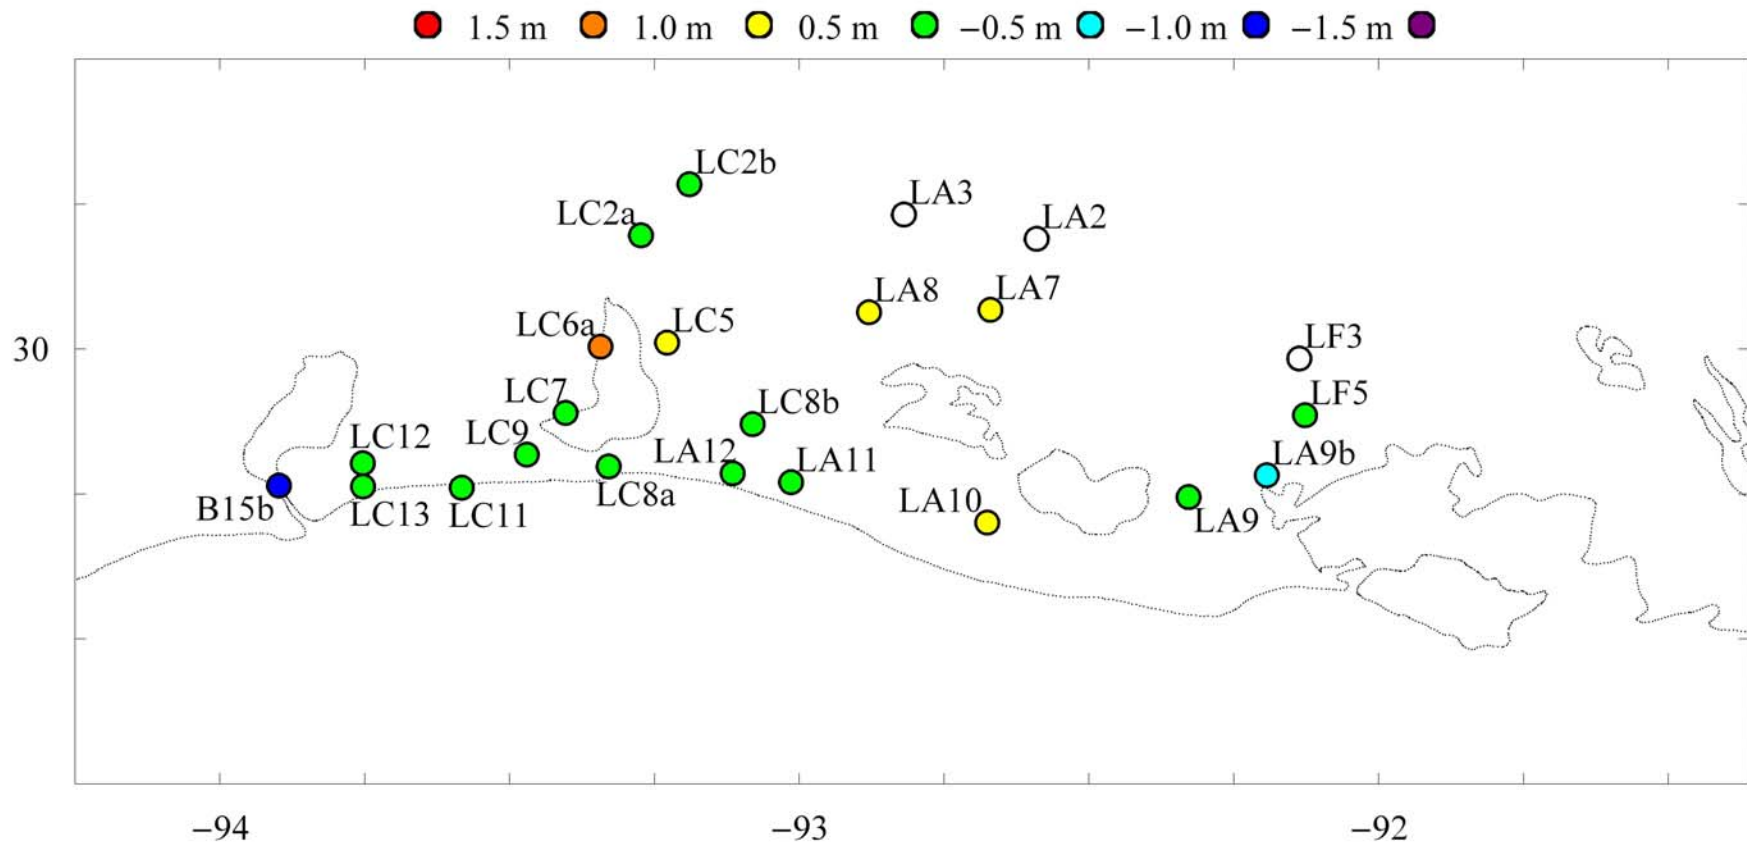 1.5 m 1.0 m 0.5 m −0.5 m −1.0 m −1.5 m
LC2b
LA3
LC2a
LA2
LA8
LA7
LC6a
LC5
LF3
30
LC7
LC8b
LF5
LC9
LC12
LA12
LA11
LA9b
LC8a
LA10
B15b
LC13
LC11
LA9
−94 −93 −92